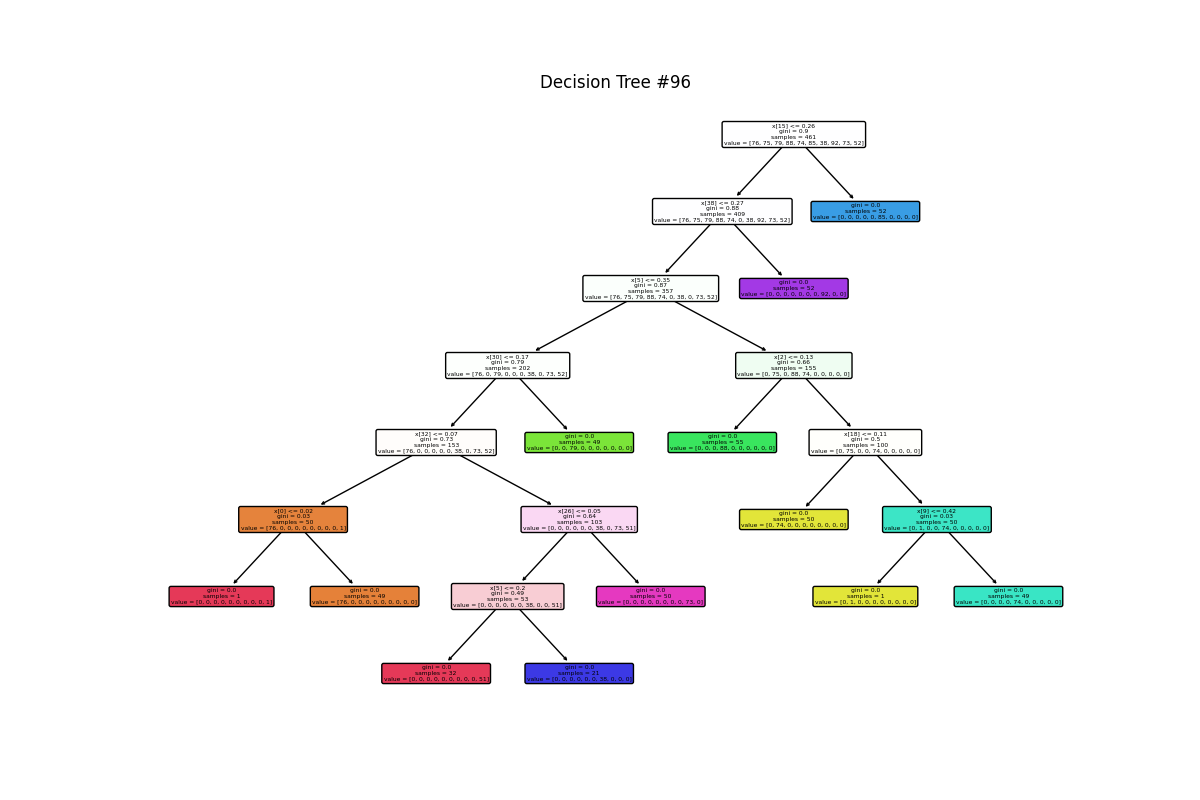 Decision Tree #96
x[15] <= 0.26
gini = 0.9
samples = 461
value = [76, 75, 79, 88, 74, 85, 38, 92, 73, 52]
x[38] <= 0.27
gini = 0.88
samples = 409
value = [76, 75, 79, 88, 74, 0, 38, 92, 73, 52]
gini = 0.0
samples = 52
value = [0, 0, 0, 0, 0, 85, 0, 0, 0, 0]
x[5] <= 0.35
gini = 0.87
samples = 357
value = [76, 75, 79, 88, 74, 0, 38, 0, 73, 52]
gini = 0.0
samples = 52
value = [0, 0, 0, 0, 0, 0, 0, 92, 0, 0]
x[30] <= 0.17
gini = 0.79
samples = 202
value = [76, 0, 79, 0, 0, 0, 38, 0, 73, 52]
x[2] <= 0.13
gini = 0.66
samples = 155
value = [0, 75, 0, 88, 74, 0, 0, 0, 0, 0]
x[32] <= 0.07
gini = 0.73
samples = 153
value = [76, 0, 0, 0, 0, 0, 38, 0, 73, 52]
gini = 0.0
samples = 49
value = [0, 0, 79, 0, 0, 0, 0, 0, 0, 0]
gini = 0.0
samples = 55
value = [0, 0, 0, 88, 0, 0, 0, 0, 0, 0]
x[18] <= 0.11
gini = 0.5
samples = 100
value = [0, 75, 0, 0, 74, 0, 0, 0, 0, 0]
x[0] <= 0.02
gini = 0.03
samples = 50
value = [76, 0, 0, 0, 0, 0, 0, 0, 0, 1]
x[26] <= 0.05
gini = 0.64
samples = 103
value = [0, 0, 0, 0, 0, 0, 38, 0, 73, 51]
gini = 0.0
samples = 50
value = [0, 74, 0, 0, 0, 0, 0, 0, 0, 0]
x[9] <= 0.42
gini = 0.03
samples = 50
value = [0, 1, 0, 0, 74, 0, 0, 0, 0, 0]
gini = 0.0
samples = 1
value = [0, 0, 0, 0, 0, 0, 0, 0, 0, 1]
gini = 0.0
samples = 49
value = [76, 0, 0, 0, 0, 0, 0, 0, 0, 0]
x[5] <= 0.2
gini = 0.49
samples = 53
value = [0, 0, 0, 0, 0, 0, 38, 0, 0, 51]
gini = 0.0
samples = 50
value = [0, 0, 0, 0, 0, 0, 0, 0, 73, 0]
gini = 0.0
samples = 1
value = [0, 1, 0, 0, 0, 0, 0, 0, 0, 0]
gini = 0.0
samples = 49
value = [0, 0, 0, 0, 74, 0, 0, 0, 0, 0]
gini = 0.0
samples = 32
value = [0, 0, 0, 0, 0, 0, 0, 0, 0, 51]
gini = 0.0
samples = 21
value = [0, 0, 0, 0, 0, 0, 38, 0, 0, 0]